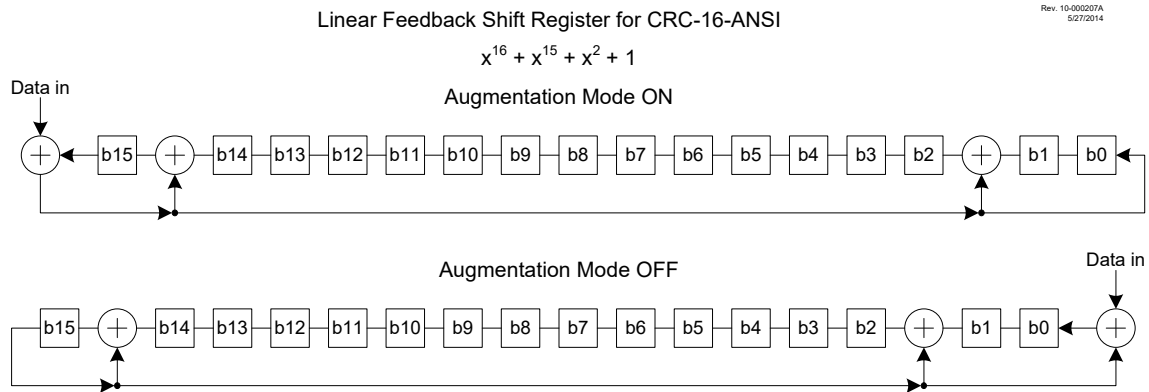 Linear Feedback Shift Register for CRC-16-ANSI
Rev. 10-000207A
5/27/2014
x^16 + x^15 + x^2 + 1
Augmentation Mode ON
Data in
b15 b14 b13 b12 b11 b10 b9 b8 b7 b6 b5 b4 b3 b2 b1 b0
Augmentation Mode OFF
Data in
b15 b14 b13 b12 b11 b10 b9 b8 b7 b6 b5 b4 b3 b2 b1 b0